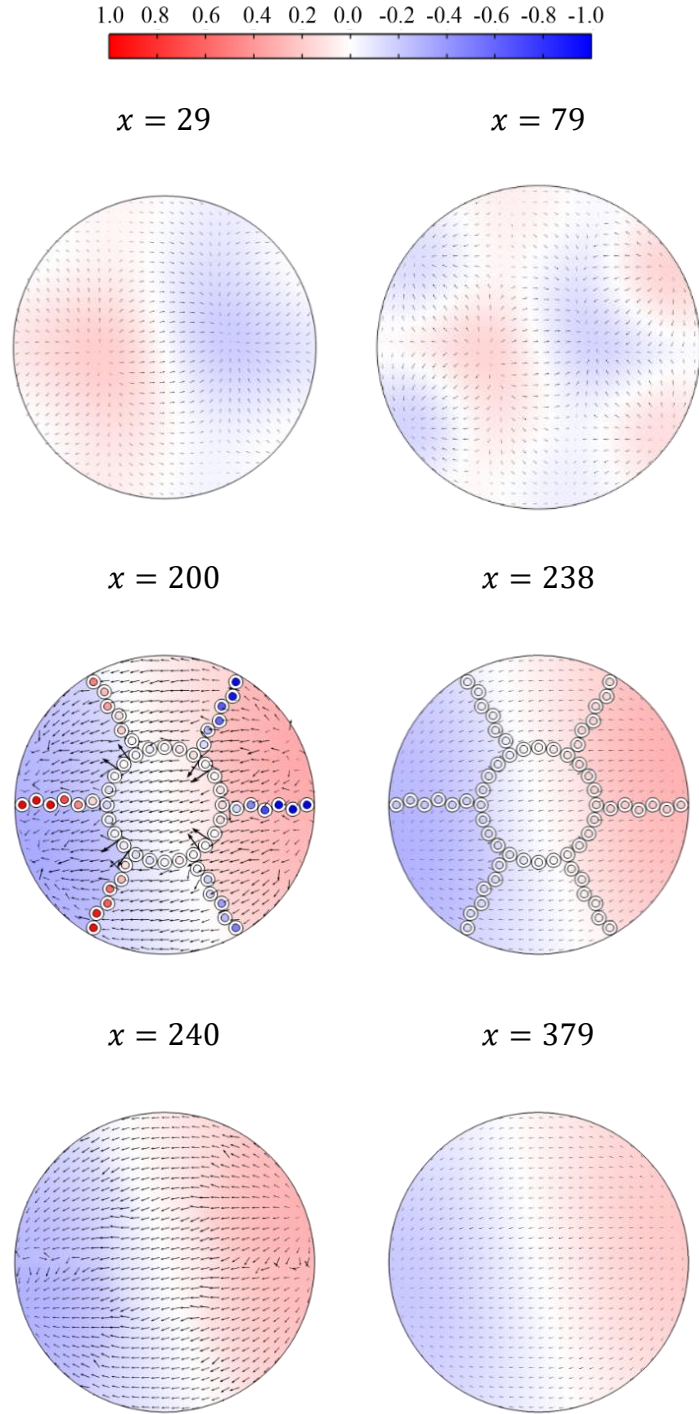 1.0 0.8 0.6 0.4 0.2 0.0 -0.2 -0.4 -0.6 -0.8 -1.0
x = 29 x = 79
x = 200 x = 238
x = 240 x = 379